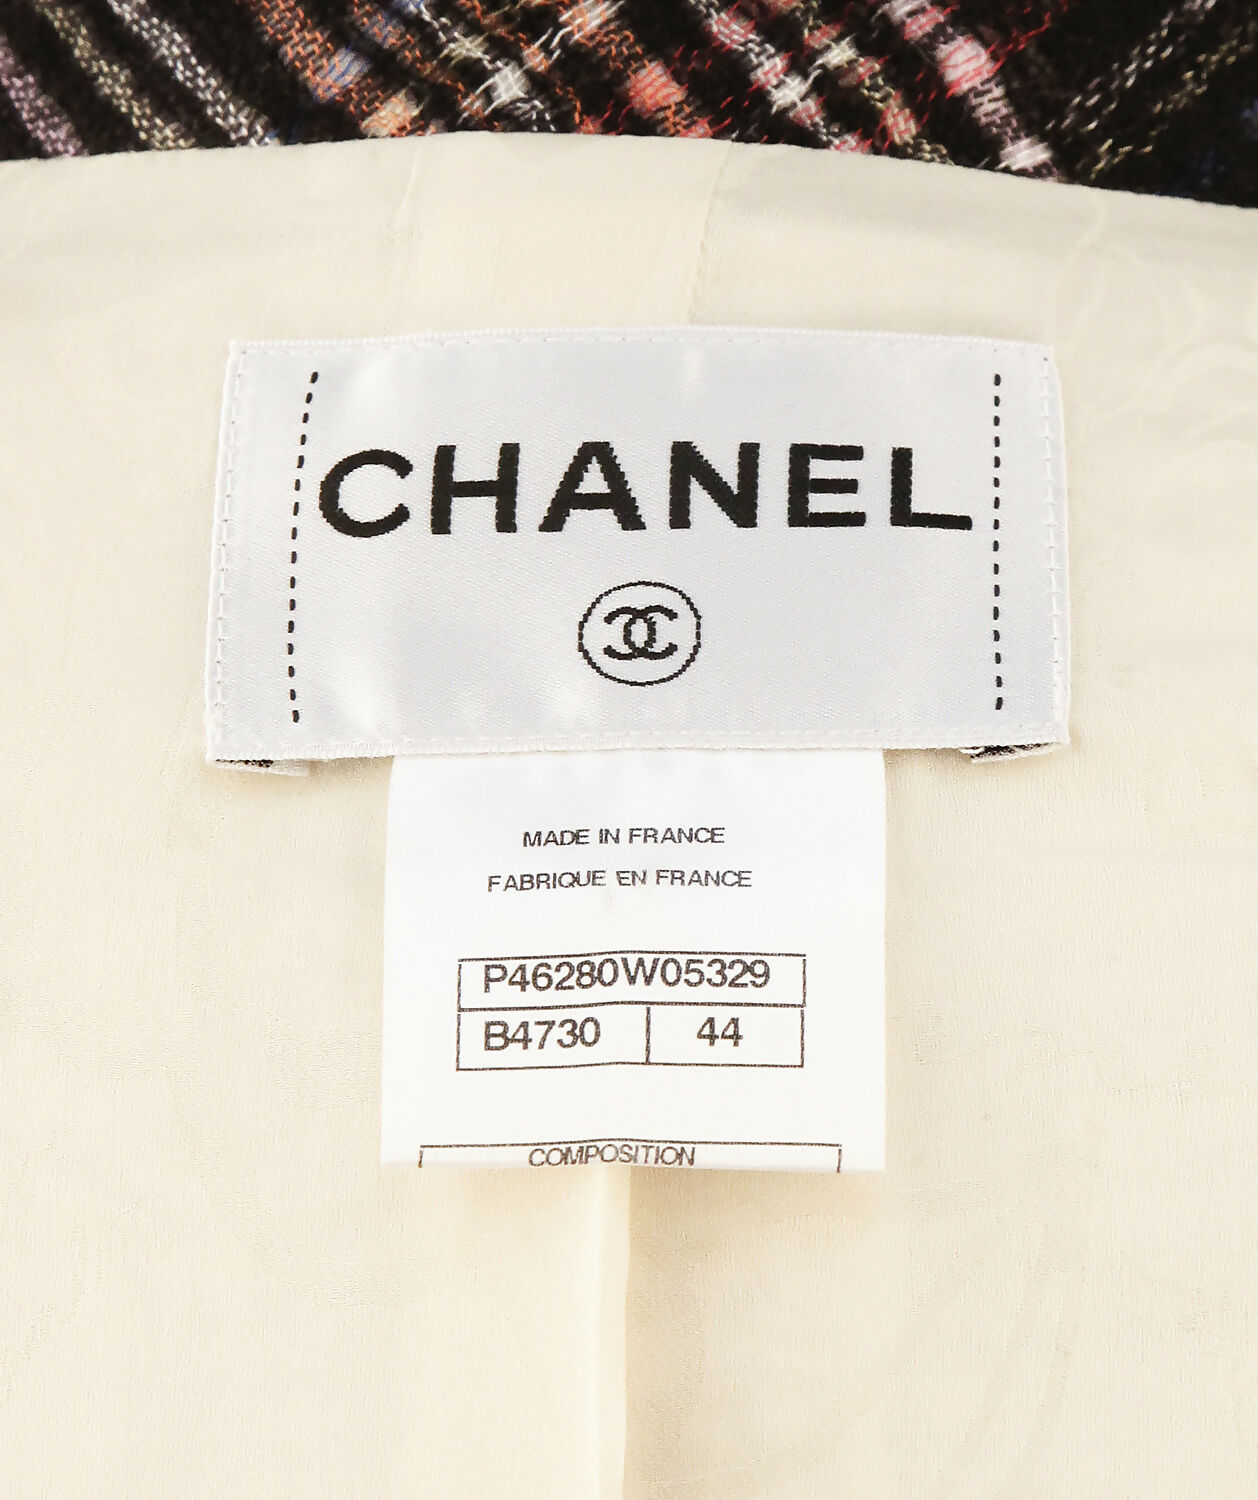 CHANEL
MADE IN FRANCE
FABRIQUE EN FRANCE
P46280W05329
B4730 44
COMPOSITION